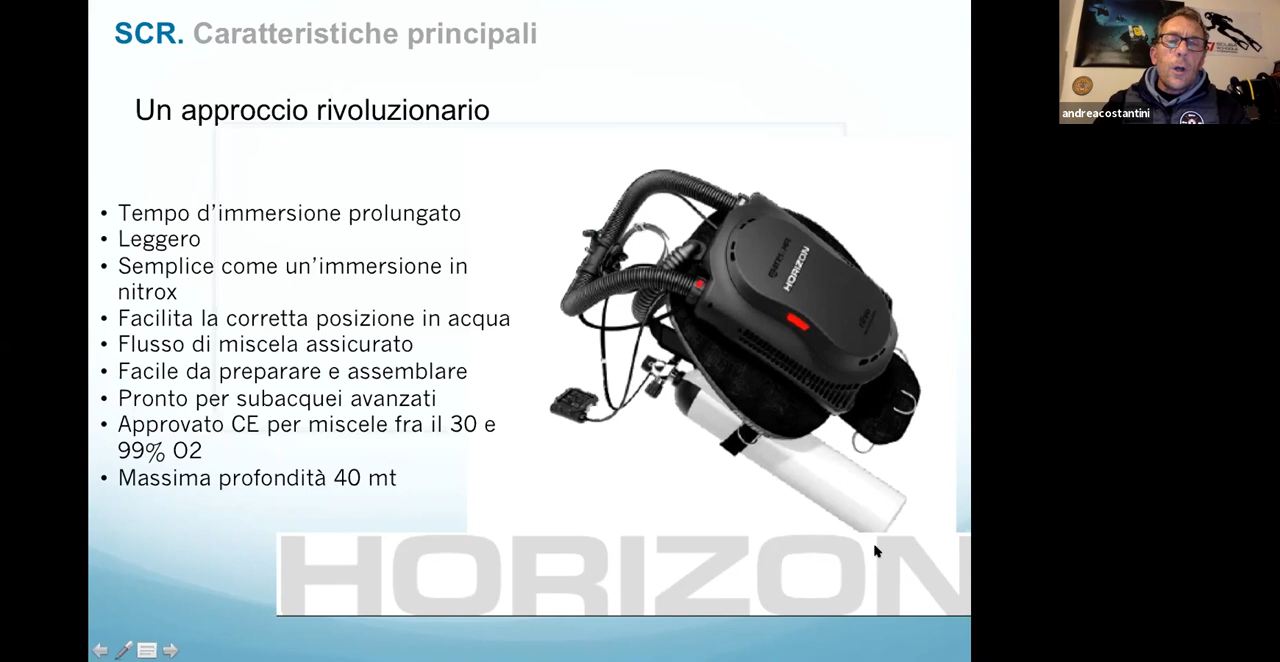 SCR. Caratteristiche principali
Un approccio rivoluzionario
• Tempo d'immersione prolungato
• Leggero
• Semplice come un'immersione in
nitrox
• Facilita la corretta posizione in acqua
• Flusso di miscela assicurato
• Facile da preparare e assemblare
• Pronto per subacquei avanzati
• Approvato CE per miscele fra il 30 e
99% O2
• Massima profondità 40 mt
HORIZON
HORIZON
andreacostantini